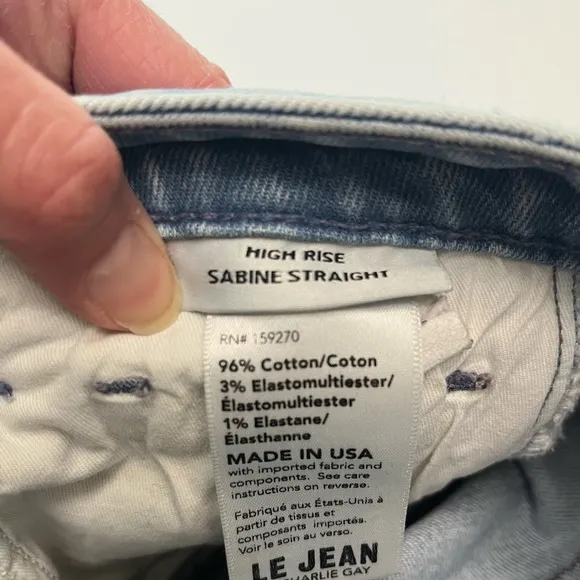 HIGH RISE
SABINE STRAIGHT
RN# 159270
96% Cotton/Coton
3% Elastomultiester/
Élastomultiester
1% Elastane/
Élasthanne
MADE IN USA
with imported fabric and
components. See care
instructions on reverse.
Fabriqué aux États-Unis à
partir de tissus et
composants importés.
Voir le soin au verso.
LE JEAN
CHARLIE GAY